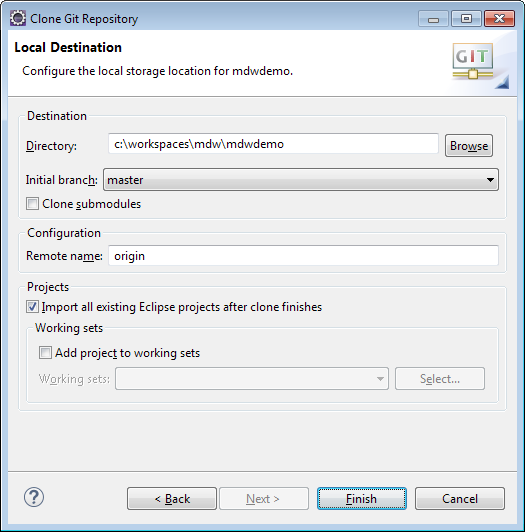 Clone Git Repository
Local Destination
Configure the local storage location for mdwdemo.
GIT
Destination
Directory: c:\workspaces\mdw\mdwdemo Browse
Initial branch: master
Clone submodules
Configuration
Remote name: origin
Projects
Import all existing Eclipse projects after clone finishes
Working sets
Add project to working sets
Working sets: Select...
? < Back Next > Finish Cancel